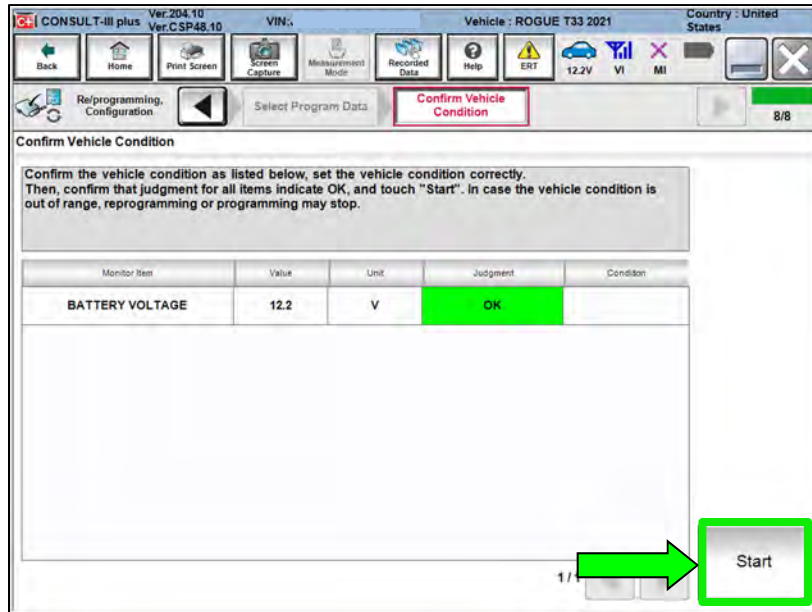 CONSULT-III plus Ver.204.10
Ver.CSP48.10
VIN:
Vehicle : ROGUE T33 2021
Country : United
States
Back
Home
Print Screen
Screen
Capture
Measurement
Mode
Recorded
Data
Help
ERT
12.2V
VI
MI
Re/programming,
Configuration
Select Program Data
Confirm Vehicle
Condition
8/8
Confirm Vehicle Condition
Confirm the vehicle condition as listed below, set the vehicle condition correctly.
Then, confirm that judgment for all items indicate OK, and touch "Start". In case the vehicle condition is
out of range, reprogramming or programming may stop.
Monitor Item Value Unit Judgment Condition
BATTERY VOLTAGE 12.2 V OK
1/1
Start